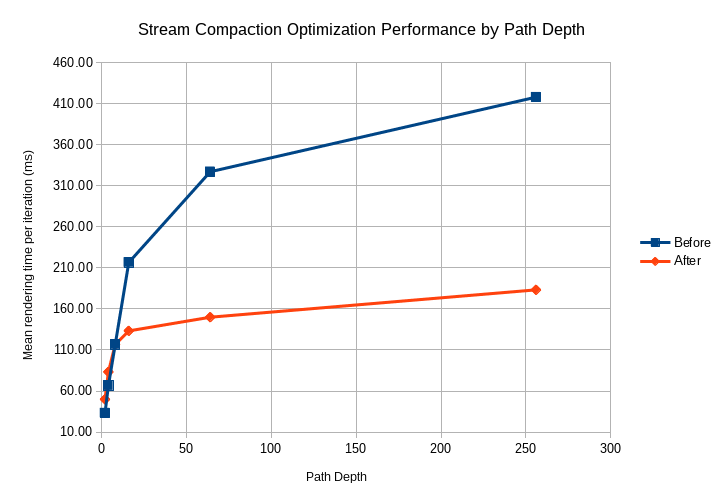 Stream Compaction Optimization Performance by Path Depth
Mean rendering time per iteration (ms)
460.00
410.00
360.00
310.00
260.00
210.00
160.00
110.00
60.00
10.00
0 50 100 150 200 250 300
Path Depth
Before
After